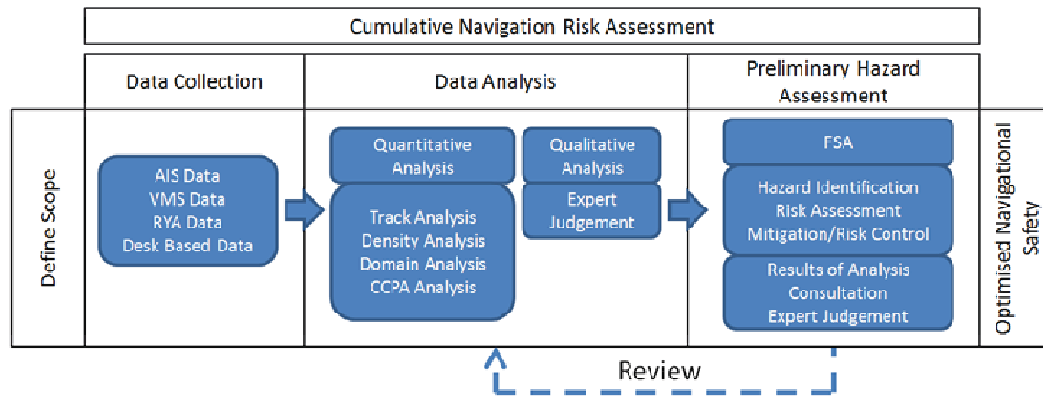 Cumulative Navigation Risk Assessment
Data Collection
Data Analysis
Preliminary Hazard
Assessment
Define Scope
AIS Data
VMS Data
RYA Data
Desk Based Data
Quantitative
Analysis
Track Analysis
Density Analysis
Domain Analysis
CCPA Analysis
Qualitative
Analysis
Expert
Judgement
FSA
Hazard Identification
Risk Assessment
Mitigation/Risk Control
Results of Analysis
Consultation
Expert Judgement
Optimised Navigational
Safety
Review